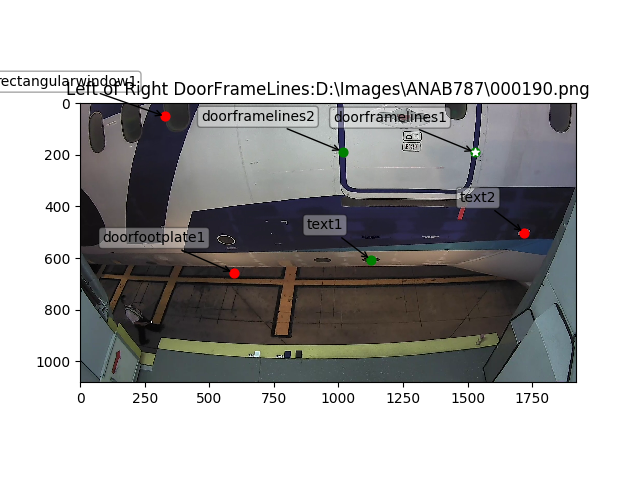 Left of Right DoorFrameLines:D:\Images\ANAB787\000190.png
rectangularwindow1
doorframelines2
doorframelines1
text2
text1
doorfootplate1
0
200
400
600
800
1000
0
250
500
750
1000
1250
1500
1750